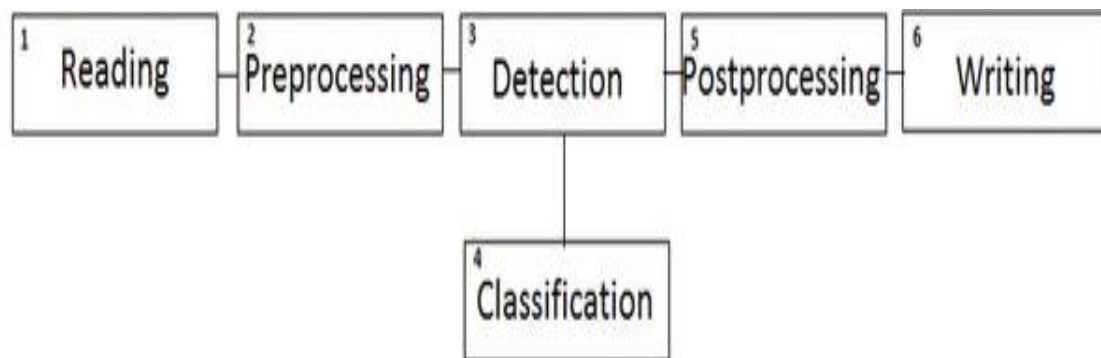 1 Reading
2 Preprocessing
3 Detection
5 Postprocessing
6 Writing
4 Classification